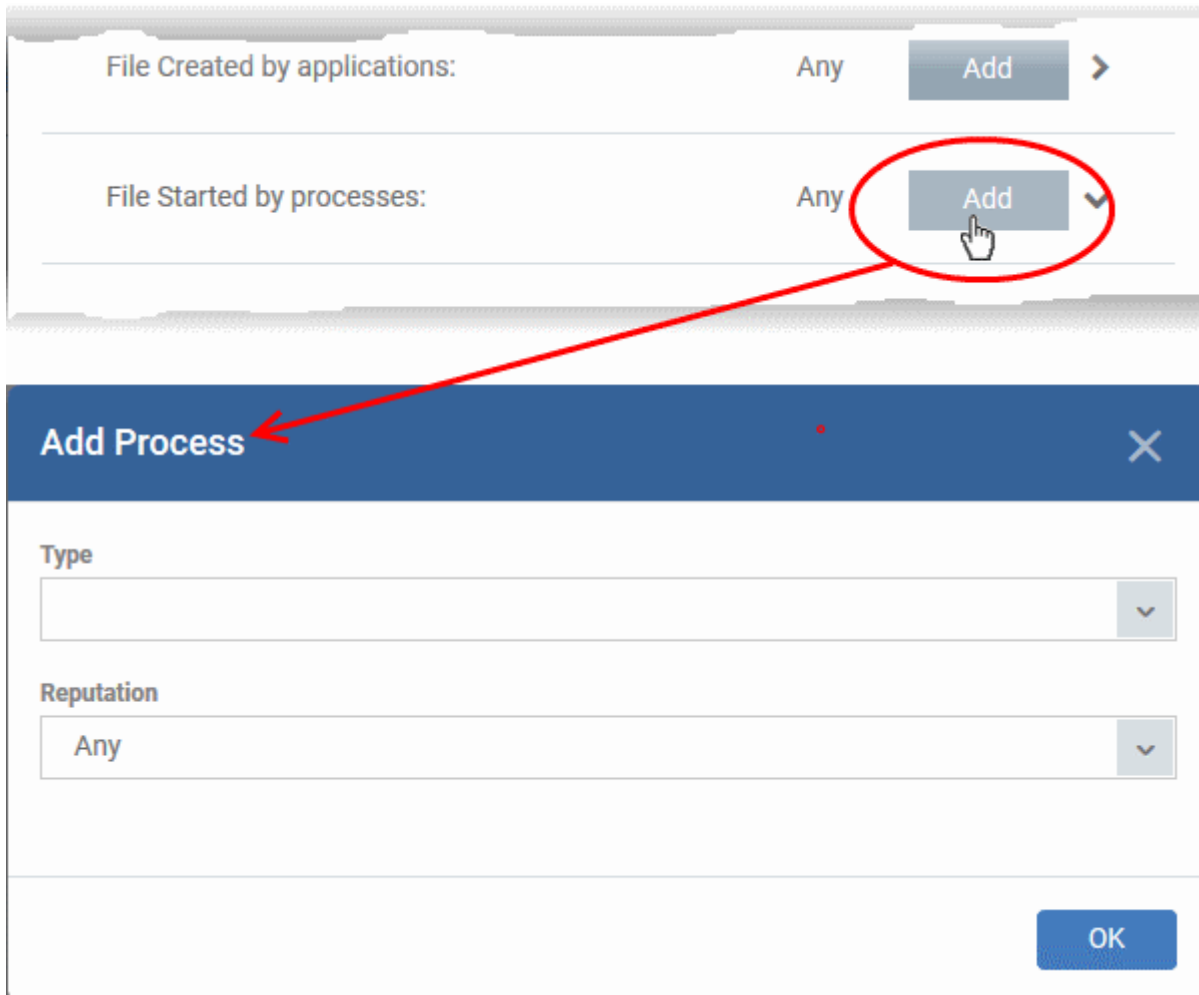 File Created by applications: Any Add
File Started by processes: Any Add
Add Process
Type
Reputation
Any
OK